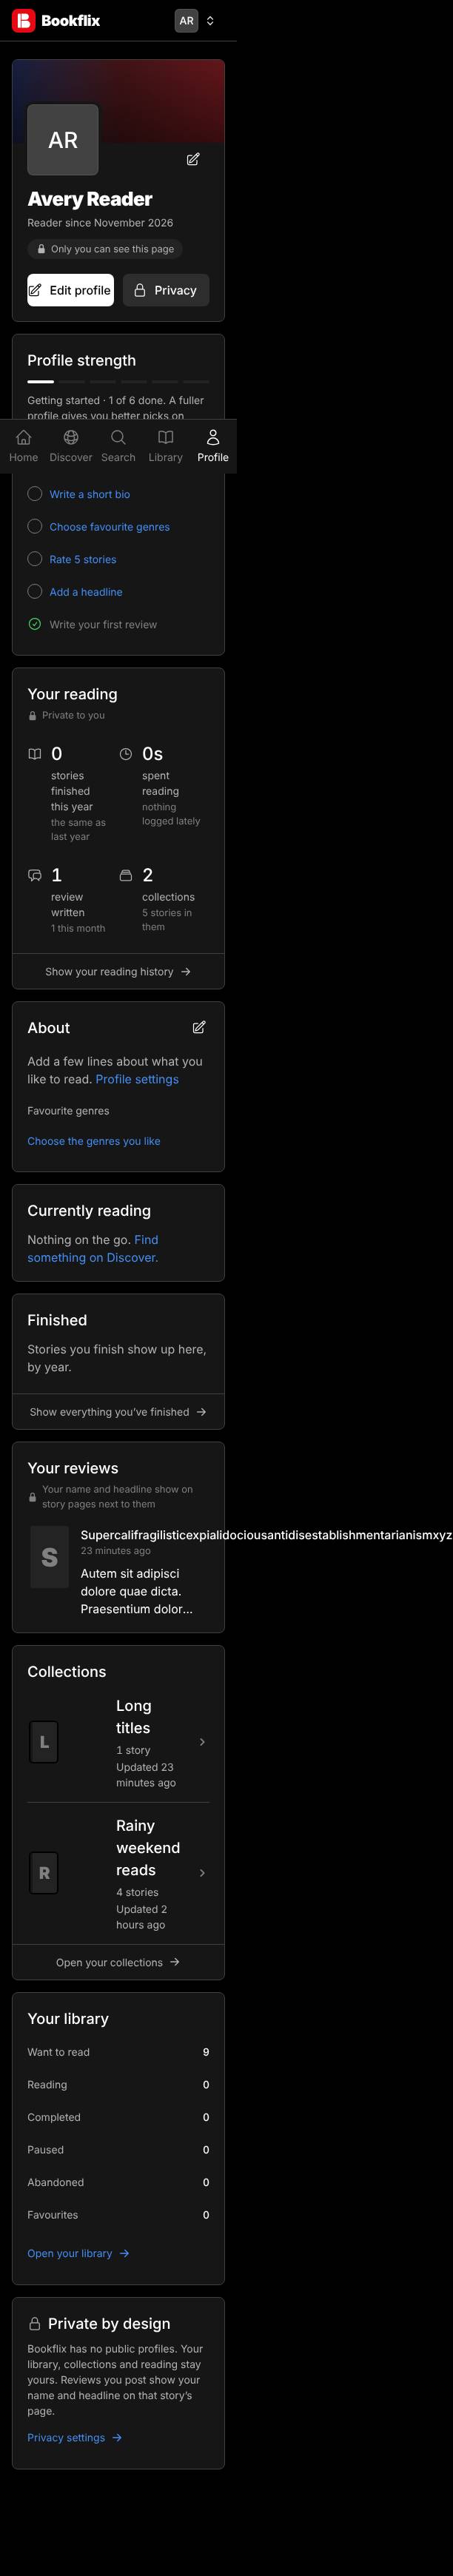 Bookflix
AR
AR
Avery Reader
Reader since November 2026
Only you can see this page
Edit profile
Privacy
Profile strength
Getting started · 1 of 6 done. A fuller
profile gives you better picks on
Home
Discover
Search
Library
Profile
Write a short bio
Choose favourite genres
Rate 5 stories
Add a headline
Write your first review
Your reading
Private to you
0
stories
finished
this year
the same as
last year
0s
spent
reading
nothing
logged lately
1
review
written
1 this month
2
collections
5 stories in
them
Show your reading history
About
Add a few lines about what you
like to read. Profile settings
Favourite genres
Choose the genres you like
Currently reading
Nothing on the go. Find
something on Discover.
Finished
Stories you finish show up here,
by year.
Show everything you’ve finished
Your reviews
Your name and headline show on
story pages next to them
S
Supercalifragilisticexpialidociousantidisestablishmentarianismxyz
23 minutes ago
Autem sit adipisci
dolore quae dicta.
Praesentium dolor…
Collections
L
Long
titles
1 story
Updated 23
minutes ago
R
Rainy
weekend
reads
4 stories
Updated 2
hours ago
Open your collections
Your library
Want to read 9
Reading 0
Completed 0
Paused 0
Abandoned 0
Favourites 0
Open your library
Private by design
Bookflix has no public profiles. Your
library, collections and reading stay
yours. Reviews you post show your
name and headline on that story’s
page.
Privacy settings